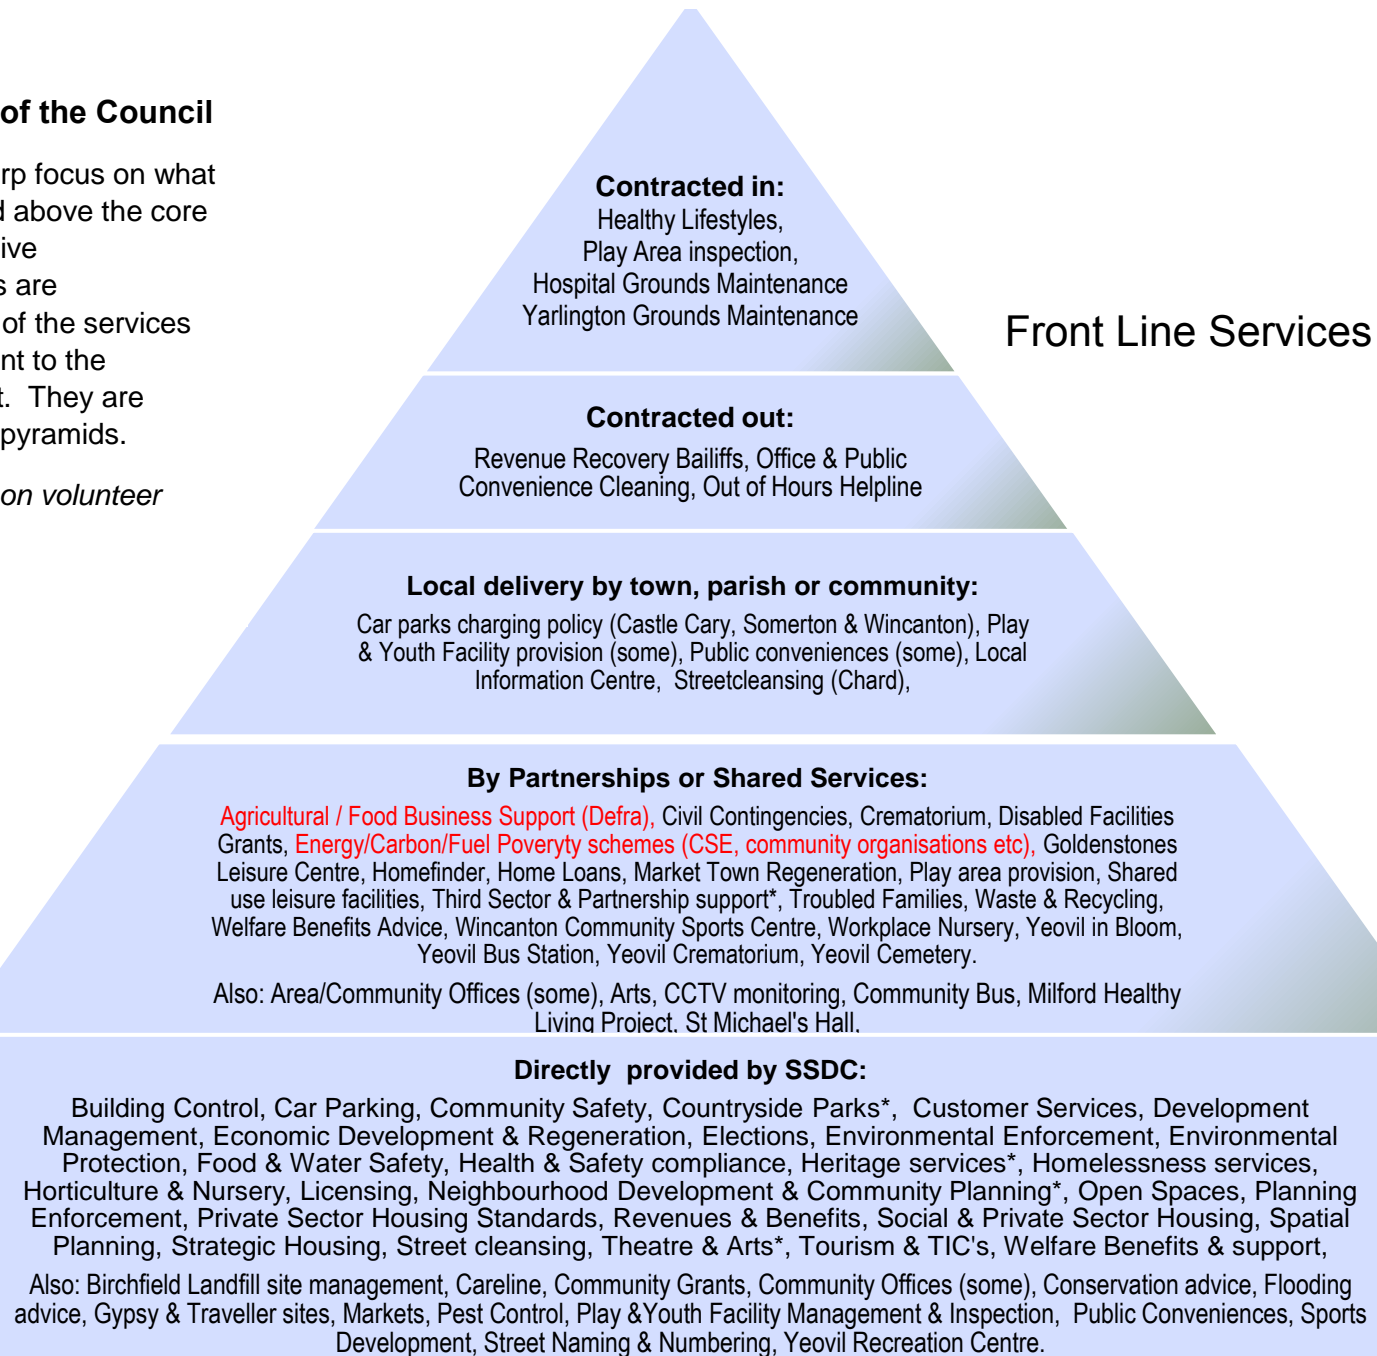 of the Council
rp focus on what
d above the core
ive
s are
of the services
nt to the
t.  They are
pyramids.
on volunteer
Contracted in:
Healthy Lifestyles,
Play Area inspection,
Hospital Grounds Maintenance
Yarlington Grounds Maintenance
Front Line Services
Contracted out:
Revenue Recovery Bailiffs, Office & Public
Convenience Cleaning, Out of Hours Helpline
Local delivery by town, parish or community:
Car parks charging policy (Castle Cary, Somerton & Wincanton), Play
& Youth Facility provision (some), Public conveniences (some), Local
Information Centre,  Streetcleansing (Chard),
By Partnerships or Shared Services:
Agricultural / Food Business Support (Defra), Civil Contingencies, Crematorium, Disabled Facilities
Grants, Energy/Carbon/Fuel Poveryty schemes (CSE, community organisations etc), Goldenstones
Leisure Centre, Homefinder, Home Loans, Market Town Regeneration, Play area provision, Shared
use leisure facilities, Third Sector & Partnership support*, Troubled Families, Waste & Recycling,
Welfare Benefits Advice, Wincanton Community Sports Centre, Workplace Nursery, Yeovil in Bloom,
Yeovil Bus Station, Yeovil Crematorium, Yeovil Cemetery.
Also: Area/Community Offices (some), Arts, CCTV monitoring, Community Bus, Milford Healthy
Living Project, St Michael's Hall,
Directly  provided by SSDC:
Building Control, Car Parking, Community Safety, Countryside Parks*,  Customer Services, Development
Management, Economic Development & Regeneration, Elections, Environmental Enforcement, Environmental
Protection, Food & Water Safety, Health & Safety compliance, Heritage services*, Homelessness services,
Horticulture & Nursery, Licensing, Neighbourhood Development & Community Planning*, Open Spaces, Planning
Enforcement, Private Sector Housing Standards, Revenues & Benefits, Social & Private Sector Housing, Spatial
Planning, Strategic Housing, Street cleansing, Theatre & Arts*, Tourism & TIC's, Welfare Benefits & support,
Also: Birchfield Landfill site management, Careline, Community Grants, Community Offices (some), Conservation advice, Flooding
advice, Gypsy & Traveller sites, Markets, Pest Control, Play &Youth Facility Management & Inspection,  Public Conveniences, Sports
Development, Street Naming & Numbering, Yeovil Recreation Centre.